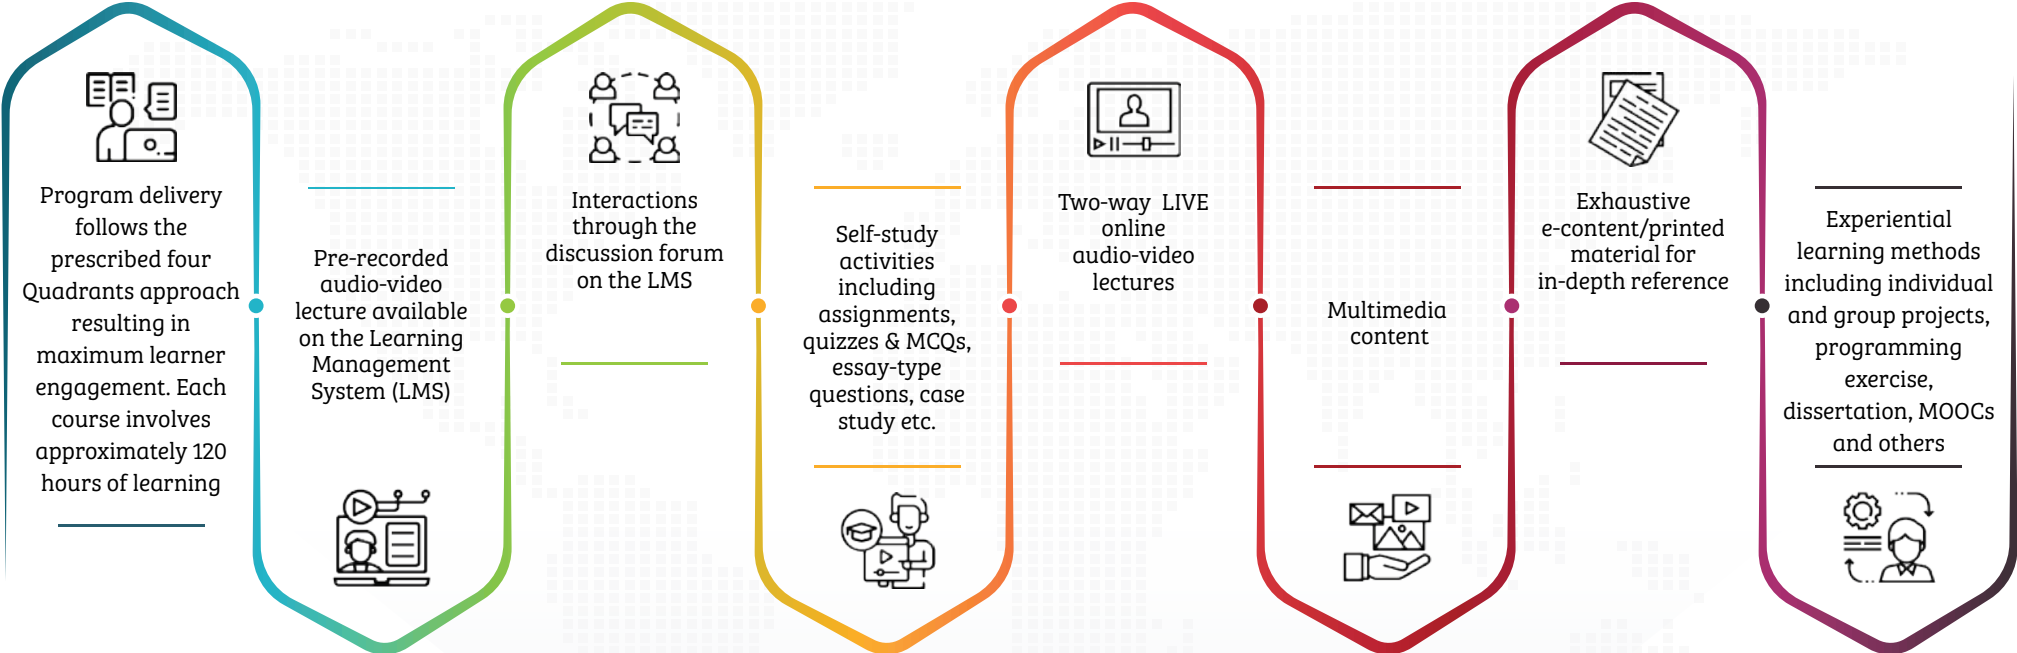 Program delivery
follows the
prescribed four
Quadrants approach
resulting in
maximum learner
engagement. Each
course involves
approximately 120
hours of learning
Pre-recorded
audio-video
lecture available
on the Learning
Management
System (LMS)
Interactions
through the
discussion forum
on the LMS
Self-study
activities
including
assignments,
quizzes & MCQs,
essay-type
questions, case
study etc.
Two-way LIVE
online
audio-video
lectures
Multimedia
content
Exhaustive
e-content/printed
material for
in-depth reference
Experiential
learning methods
including individual
and group projects,
programming
exercise,
dissertation, MOOCs
and others